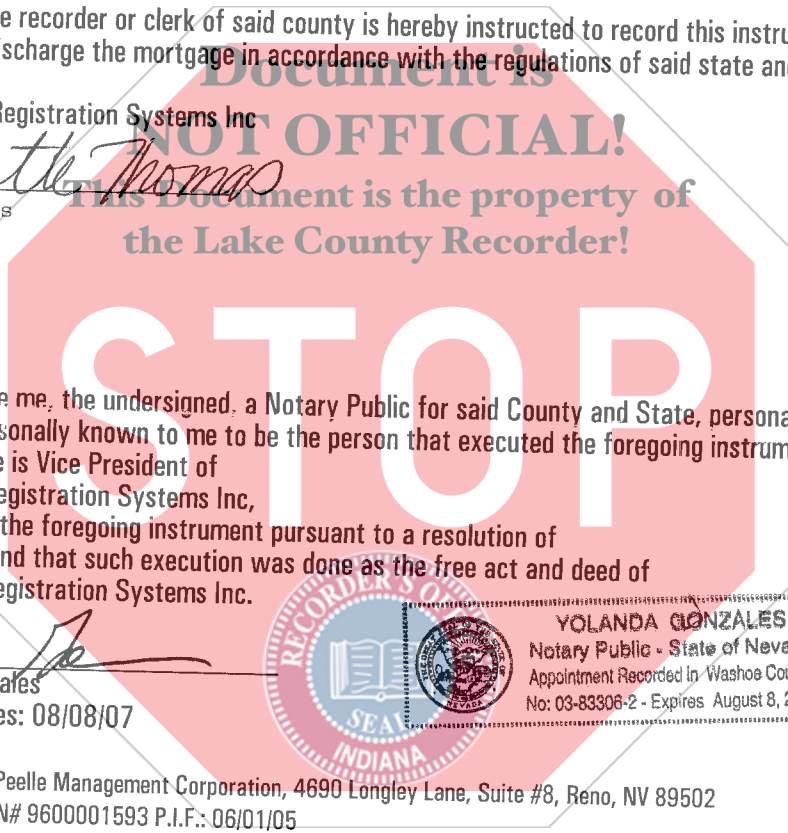 e recorder or clerk of said county is hereby instructed to record this instru
ischarge the mortgage in accordance with the regulations of said state and
Document is
Registration Systems Inc
NOT OFFICIAL!
tte Thomas
s
This Document is the property of
the Lake County Recorder!
STOP
e me, the undersigned, a Notary Public for said County and State, persona
sonally known to me to be the person that executed the foregoing instrum
e is Vice President of
egistration Systems Inc,
the foregoing instrument pursuant to a resolution of
nd that such execution was done as the free act and deed of
egistration Systems Inc.
RECORDER'S OF
SEAL
INDIANA
YOLANDA GONZALES
Notary Public - State of Neva
Appointment Recorded in Washoe Cou
No: 03-83306-2 - Expires August 8, 2
NEVADA
ales
es: 08/08/07
Peelle Management Corporation, 4690 Longley Lane, Suite #8, Reno, NV 89502
N# 9600001593 P.I.F.: 06/01/05